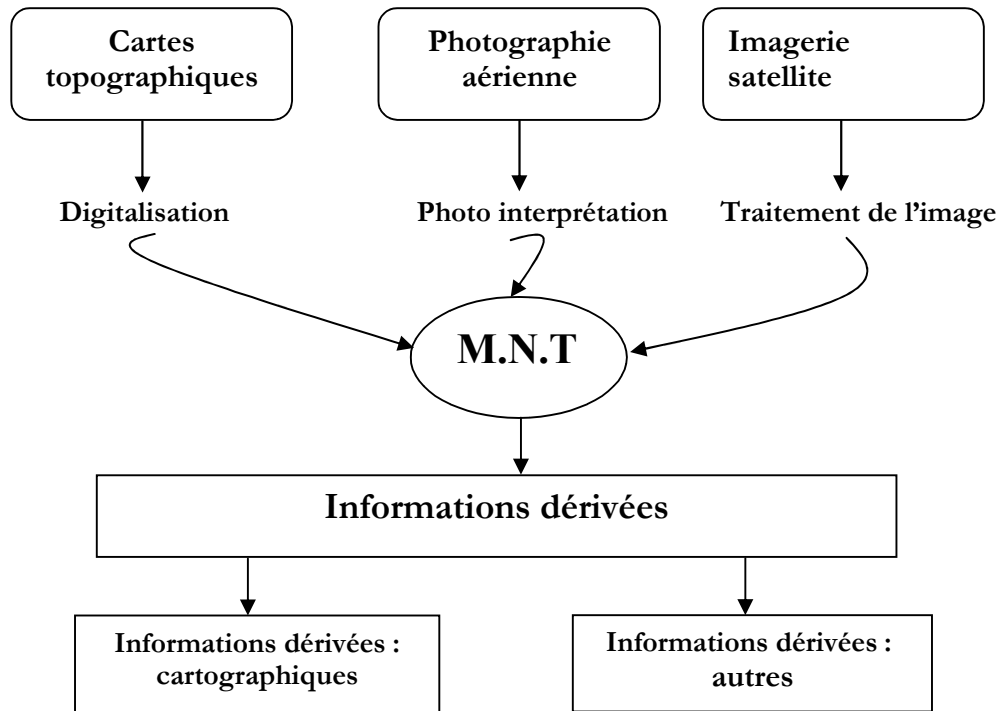 Cartes
topographiques
Photographie
aérienne
Imagerie
satellite
Digitalisation
Photo interprétation
Traitement de l’image
M.N.T
Informations dérivées
Informations dérivées :
cartographiques
Informations dérivées :
autres